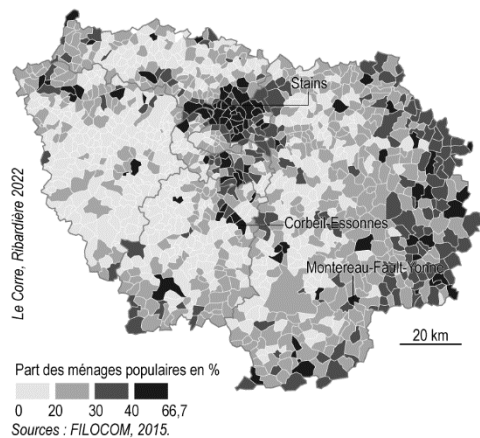 Stains
Corbeil-Essonnes
Montereau-Fault-Yonne
Le Corre, Ribardière 2022
20 km
Part des ménages populaires en %
0 20 30 40 66,7
Sources : FILOCOM, 2015.